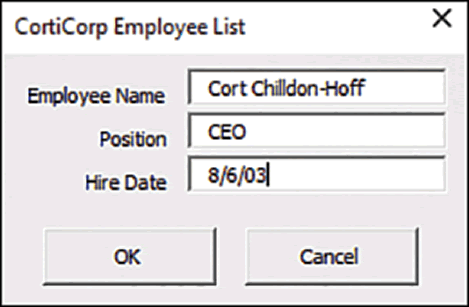 CortiCorp Employee List
Employee Name Cort Chilldon-Hoff
Position CEO
Hire Date 8/6/03
OK Cancel